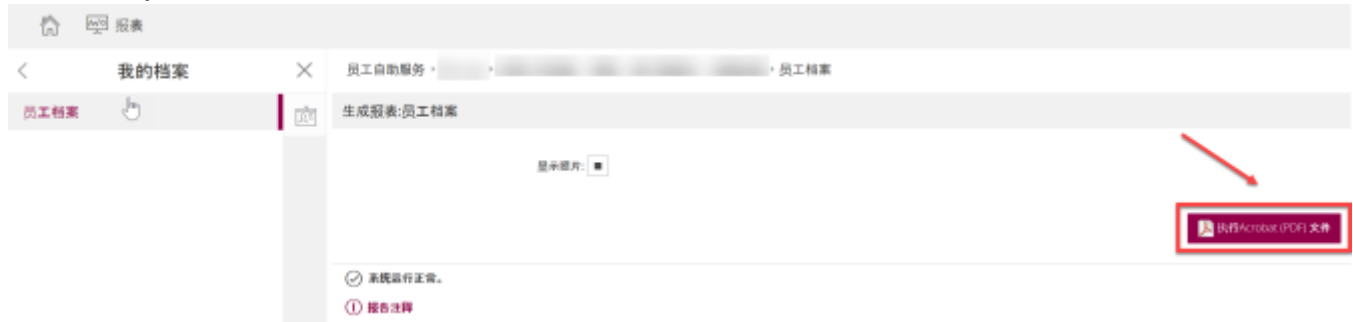 报表
我的档案
员工自助服务 › › › 员工档案
员工档案
生成报表:员工档案
显示照片:
执行Acrobat (PDF) 文件
系统运行正常。
报告注释